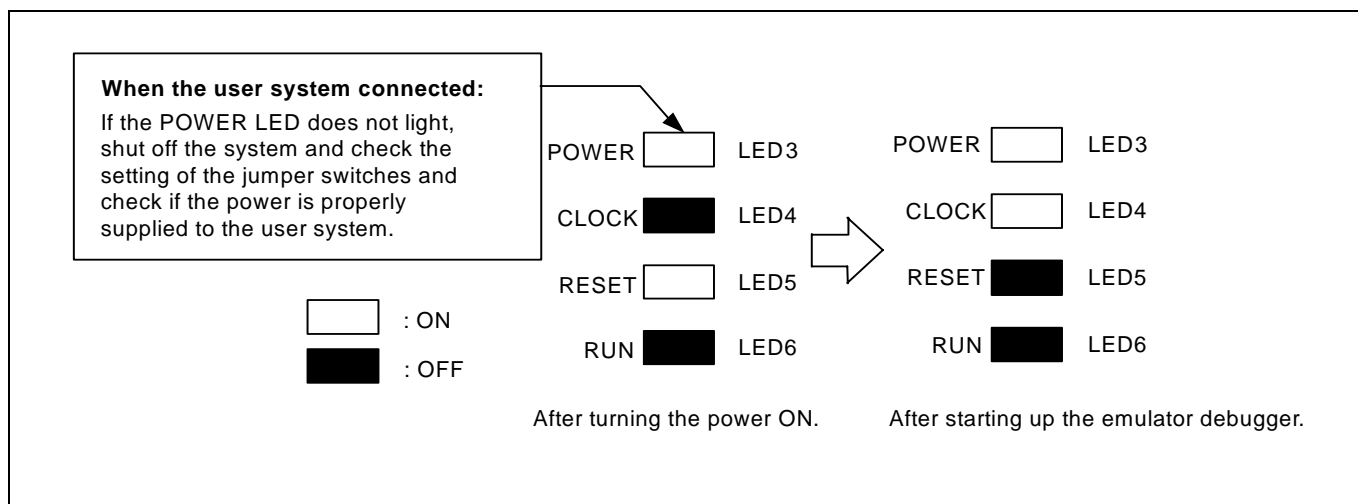 When the user system connected:
If the POWER LED does not light,
shut off the system and check the
setting of the jumper switches and
check if the power is properly
supplied to the user system.
POWER LED3
CLOCK LED4
RESET LED5
RUN LED6
After turning the power ON.
POWER LED3
CLOCK LED4
RESET LED5
RUN LED6
After starting up the emulator debugger.
: ON
: OFF